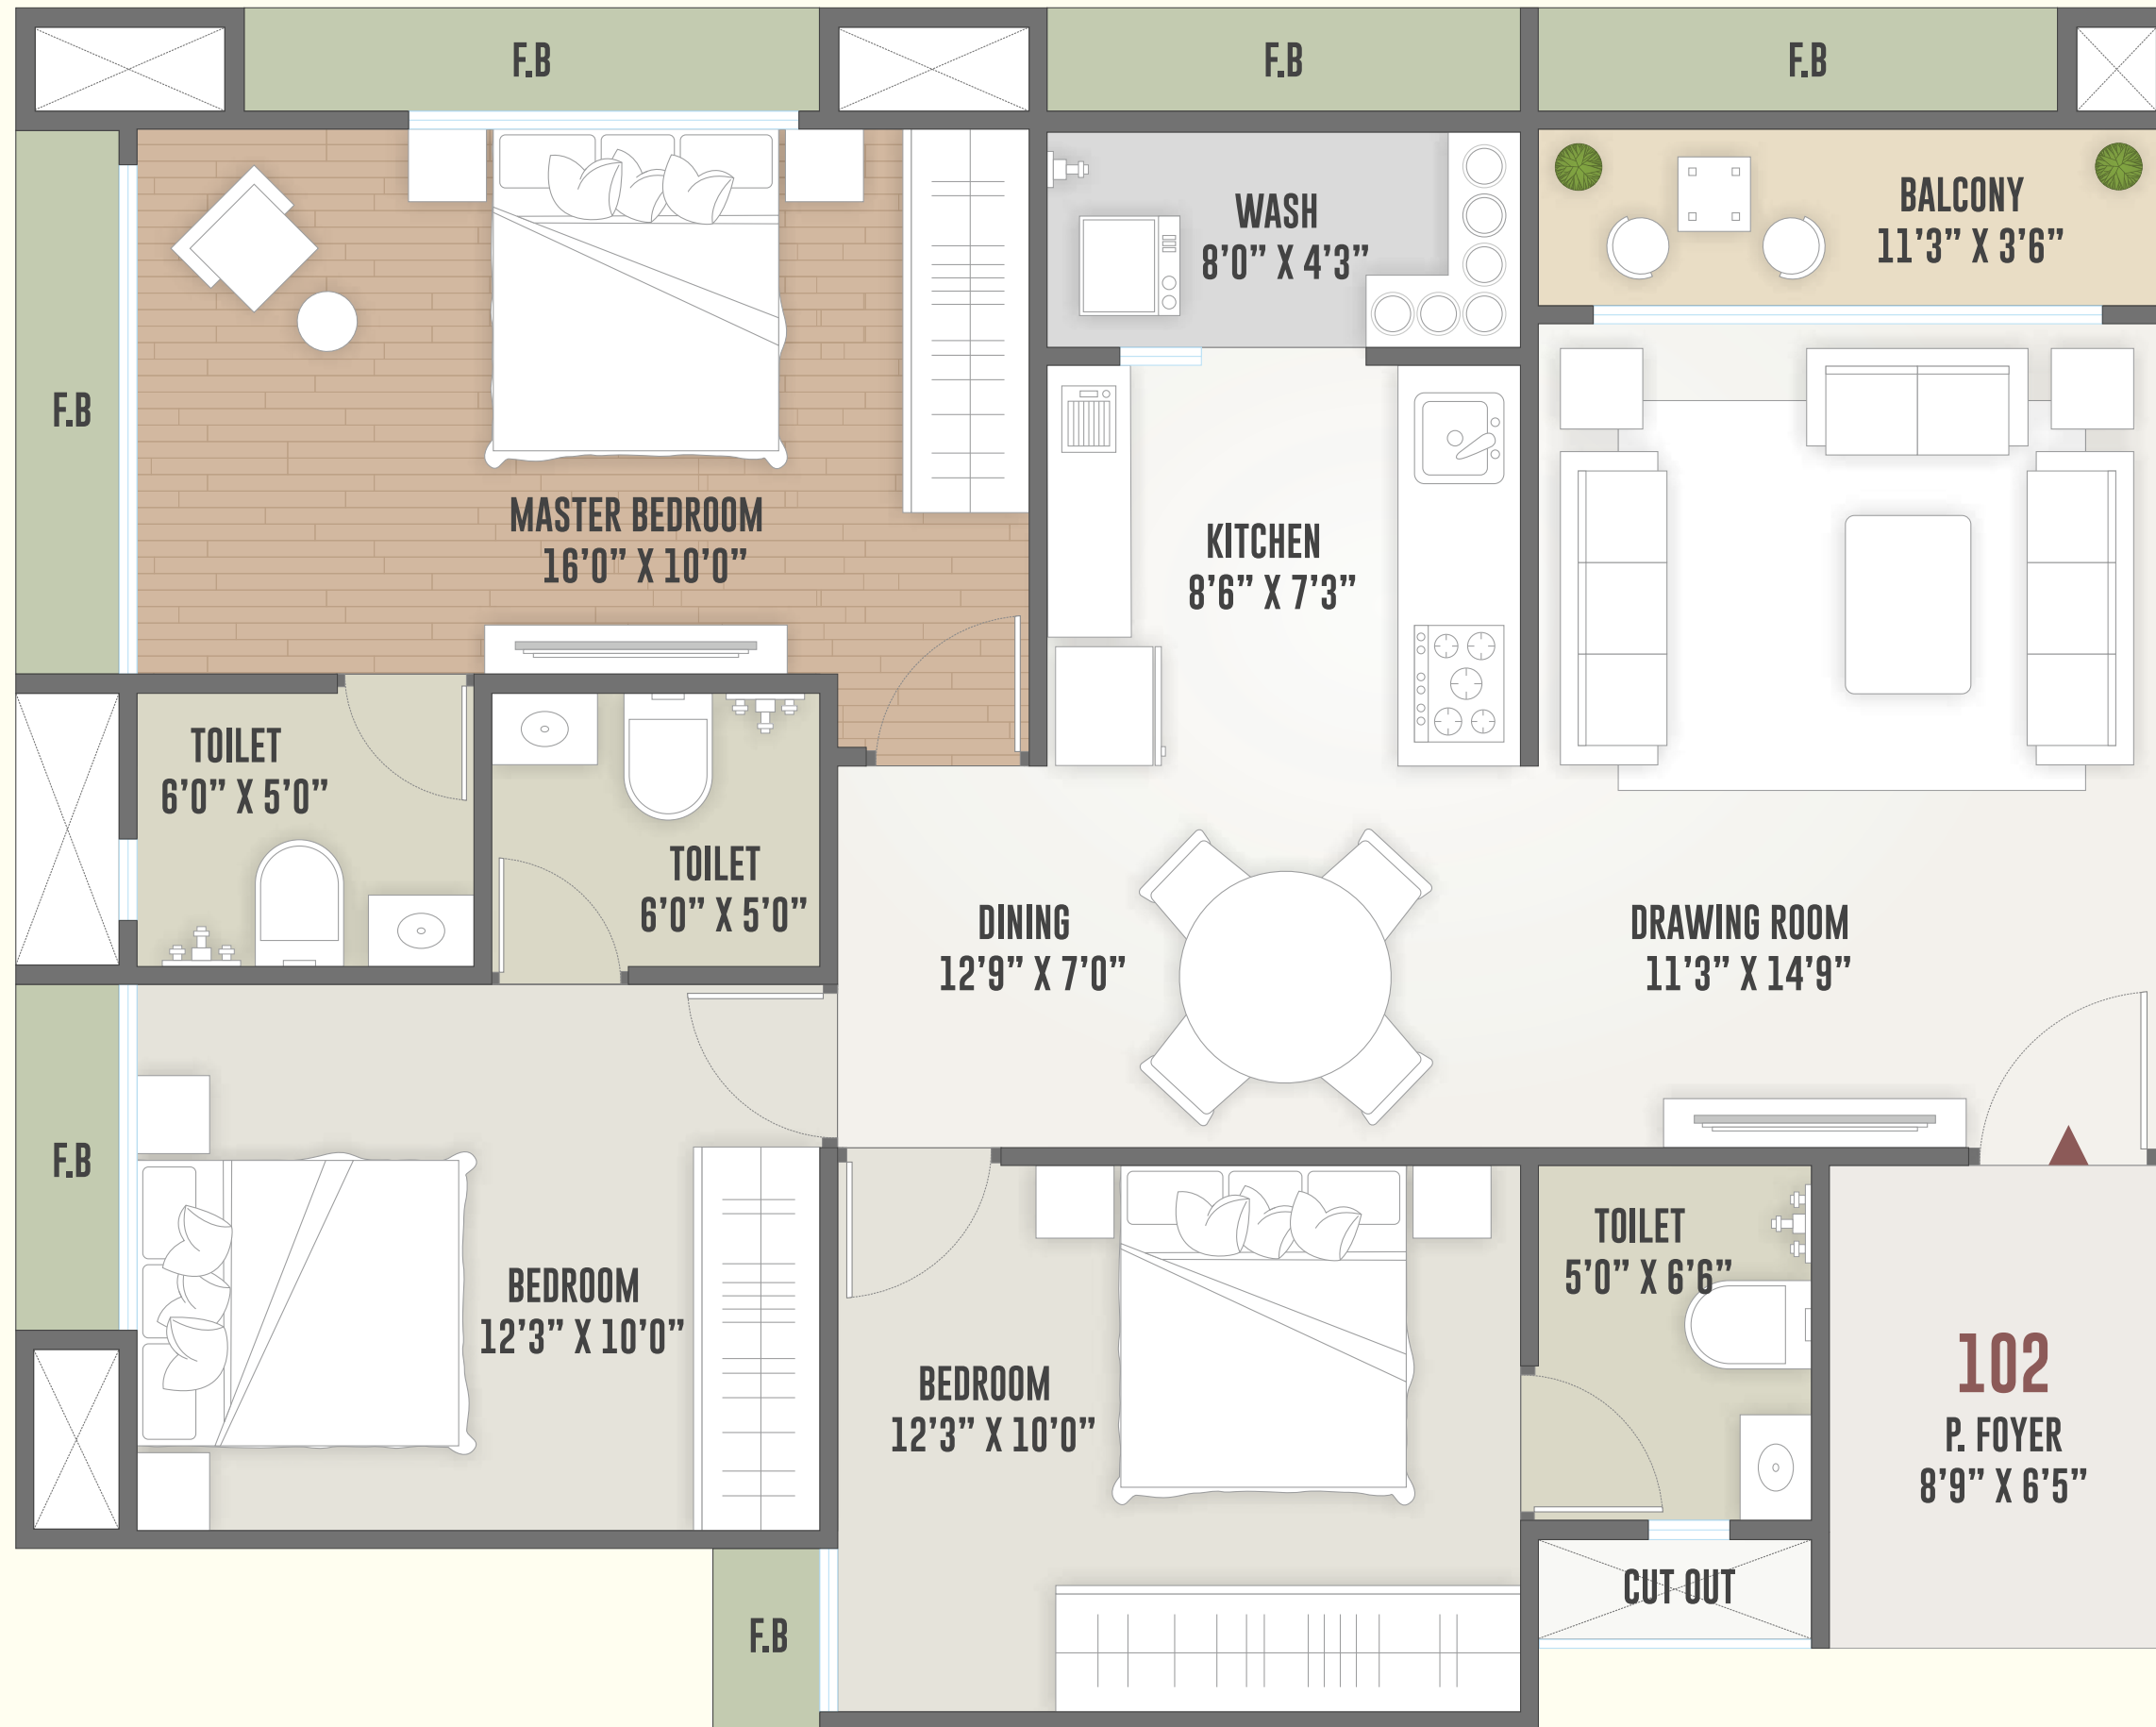 F.B
F.B
F.B
WASH
8'0" X 4'3"
BALCONY
11'3" X 3'6"
F.B
MASTER BEDROOM
16'0" X 10'0"
KITCHEN
8'6" X 7'3"
TOILET
6'0" X 5'0"
TOILET
6'0" X 5'0"
DINING
12'9" X 7'0"
DRAWING ROOM
11'3" X 14'9"
F.B
BEDROOM
12'3" X 10'0"
BEDROOM
12'3" X 10'0"
TOILET
5'0" X 6'6"
102
P. FOYER
8'9" X 6'5"
CUT OUT
F.B